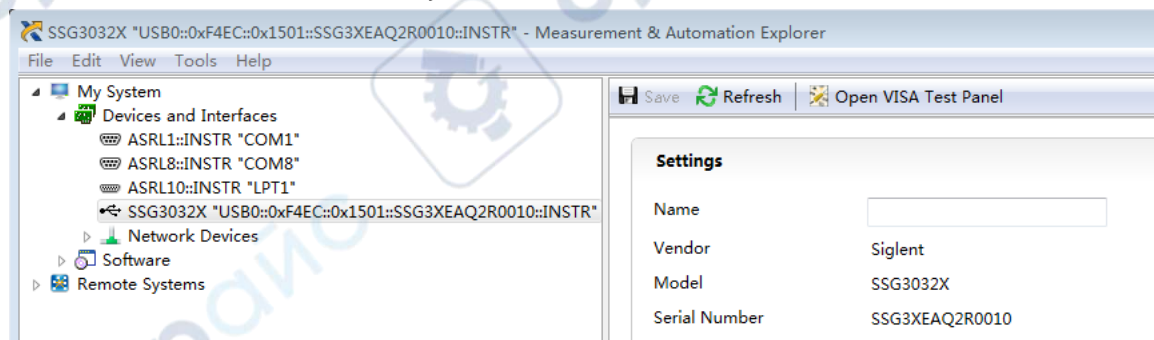 SSG3032X "USB0::0xF4EC::0x1501::SSG3XEAQ2R0010::INSTR" - Measurement & Automation Explorer
File Edit View Tools Help
My System
Devices and Interfaces
ASRL1::INSTR "COM1"
ASRL8::INSTR "COM8"
ASRL10::INSTR "LPT1"
SSG3032X "USB0::0xF4EC::0x1501::SSG3XEAQ2R0010::INSTR"
Network Devices
Software
Remote Systems
Save Refresh Open VISA Test Panel
Settings
Name
Vendor Siglent
Model SSG3032X
Serial Number SSG3XEAQ2R0010